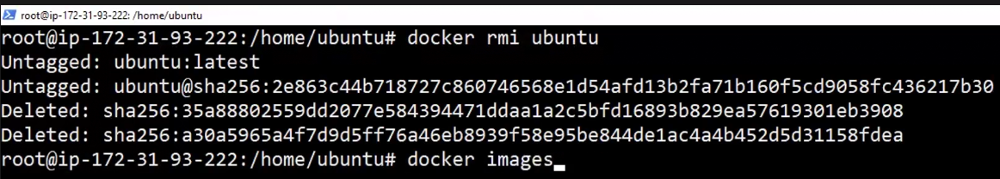 root@ip-172-31-93-222: /home/ubuntu
root@ip-172-31-93-222:/home/ubuntu# docker rmi ubuntu
Untagged: ubuntu:latest
Untagged: ubuntu@sha256:2e863c44b718727c860746568e1d54afd13b2fa71b160f5cd9058fc436217b30
Deleted: sha256:35a88802559dd2077e584394471ddaa1a2c5bfd16893b829ea57619301eb3908
Deleted: sha256:a30a5965a4f7d9d5ff76a46eb8939f58e95be844de1ac4a4b452d5d31158fdea
root@ip-172-31-93-222:/home/ubuntu# docker images